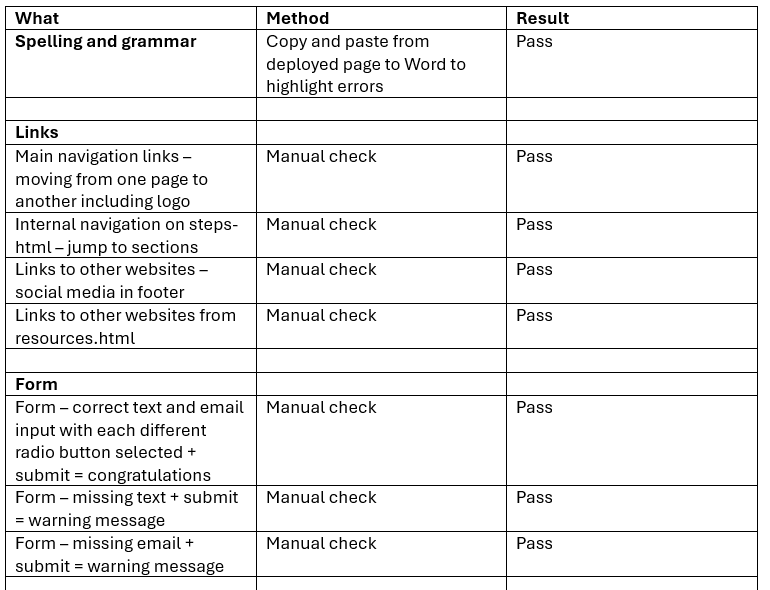 What Method Result
Spelling and grammar Copy and paste from Pass
deployed page to Word to
highlight errors
Links
Main navigation links – Manual check Pass
moving from one page to
another including logo
Internal navigation on steps- Manual check Pass
html – jump to sections
Links to other websites – Manual check Pass
social media in footer
Links to other websites from Manual check Pass
resources.html
Form
Form – correct text and email Manual check Pass
input with each different
radio button selected +
submit = congratulations
Form – missing text + submit Manual check Pass
= warning message
Form – missing email + Manual check Pass
submit = warning message